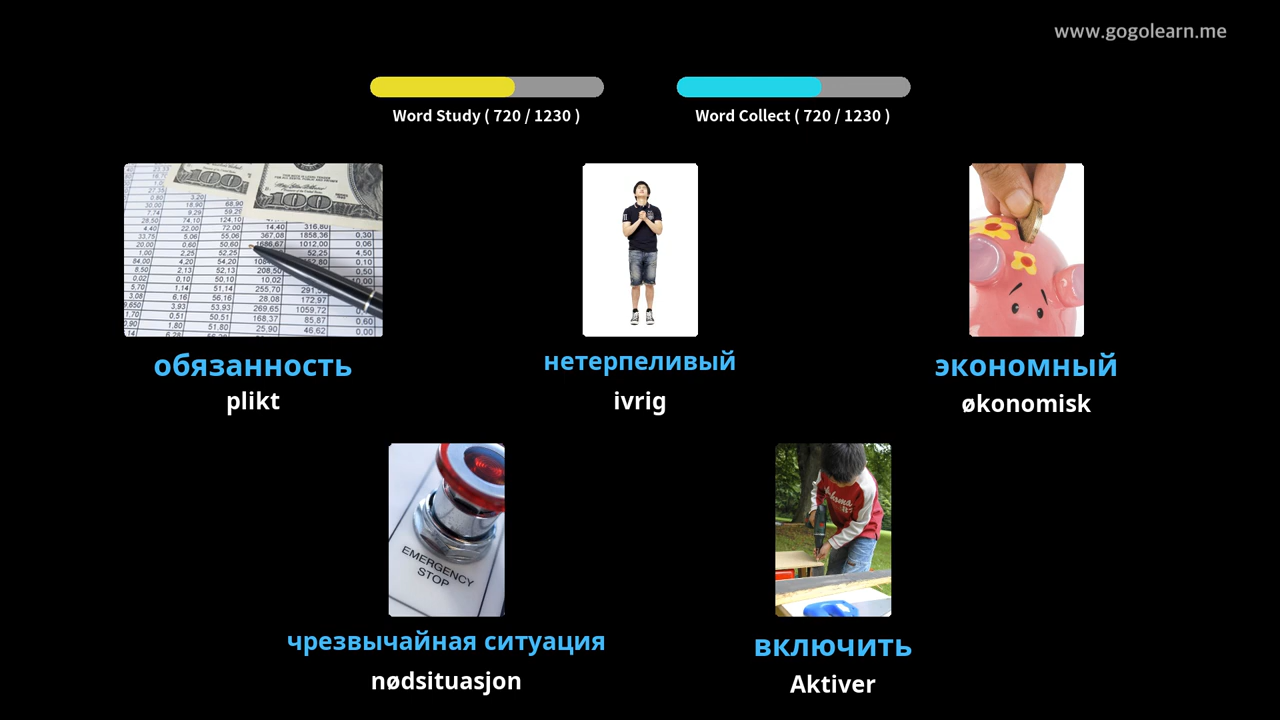 www.gogolearn.me
Word Study ( 720 / 1230 )
Word Collect ( 720 / 1230 )
обязанность
plikt
нетерпеливый
ivrig
экономный
økonomisk
EMERGENCY
STOP
чрезвычайная ситуация
nødsituasjon
включить
Aktiver